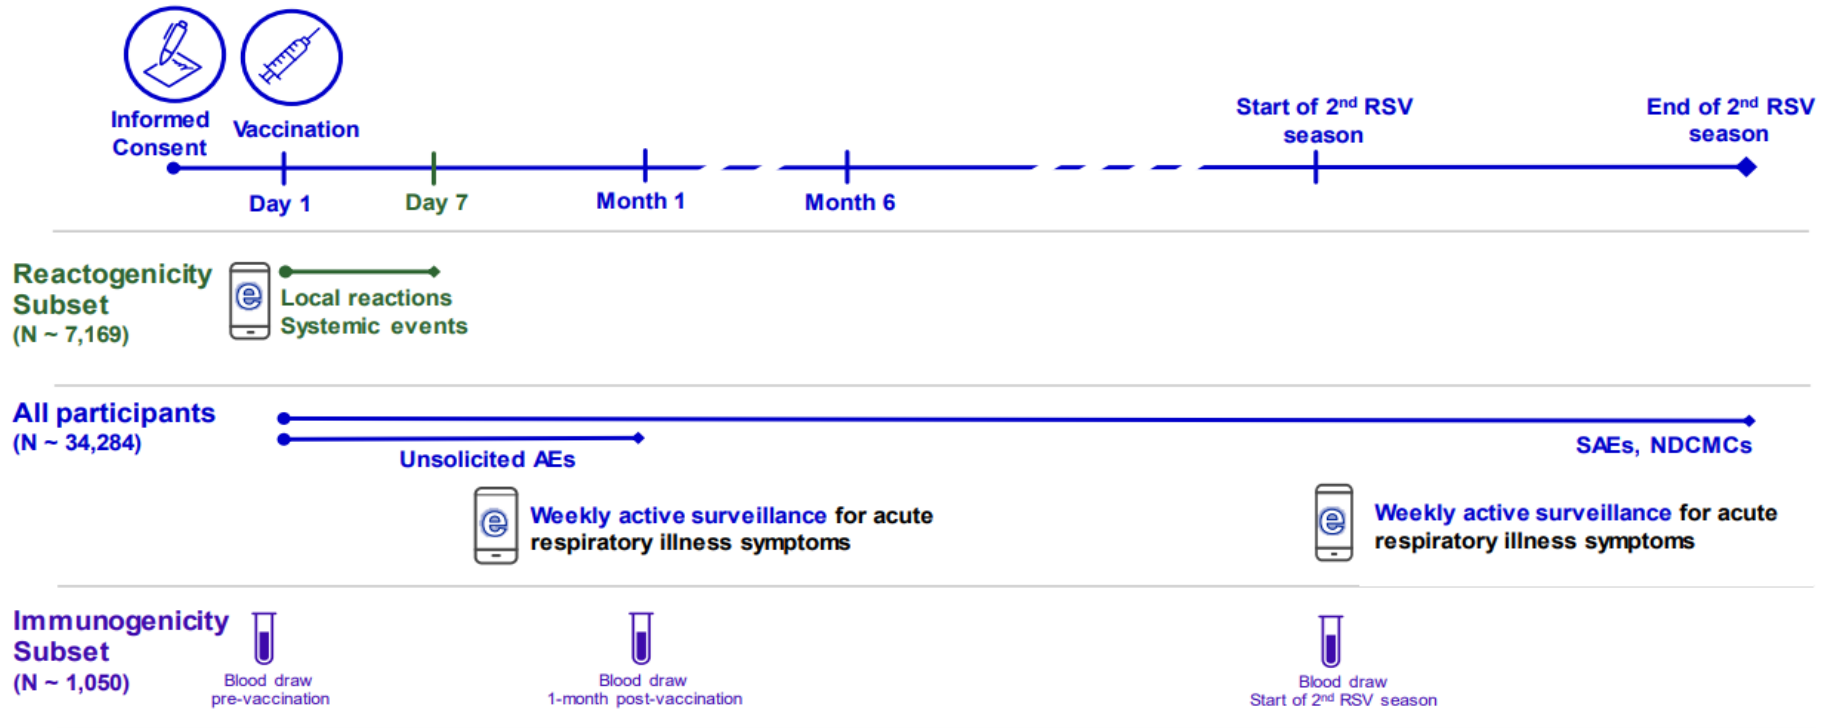 Informed
Consent
Vaccination
Start of 2nd RSV
season
End of 2nd RSV
season
Day 1
Day 7
Month 1
Month 6
Reactogenicity
Subset
(N ~ 7,169)
e
Local reactions
Systemic events
All participants
(N ~ 34,284)
Unsolicited AEs
SAEs, NDCMCs
e
Weekly active surveillance for acute
respiratory illness symptoms
e
Weekly active surveillance for acute
respiratory illness symptoms
Immunogenicity
Subset
(N ~ 1,050)
Blood draw
pre-vaccination
Blood draw
1-month post-vaccination
Blood draw
Start of 2nd RSV season